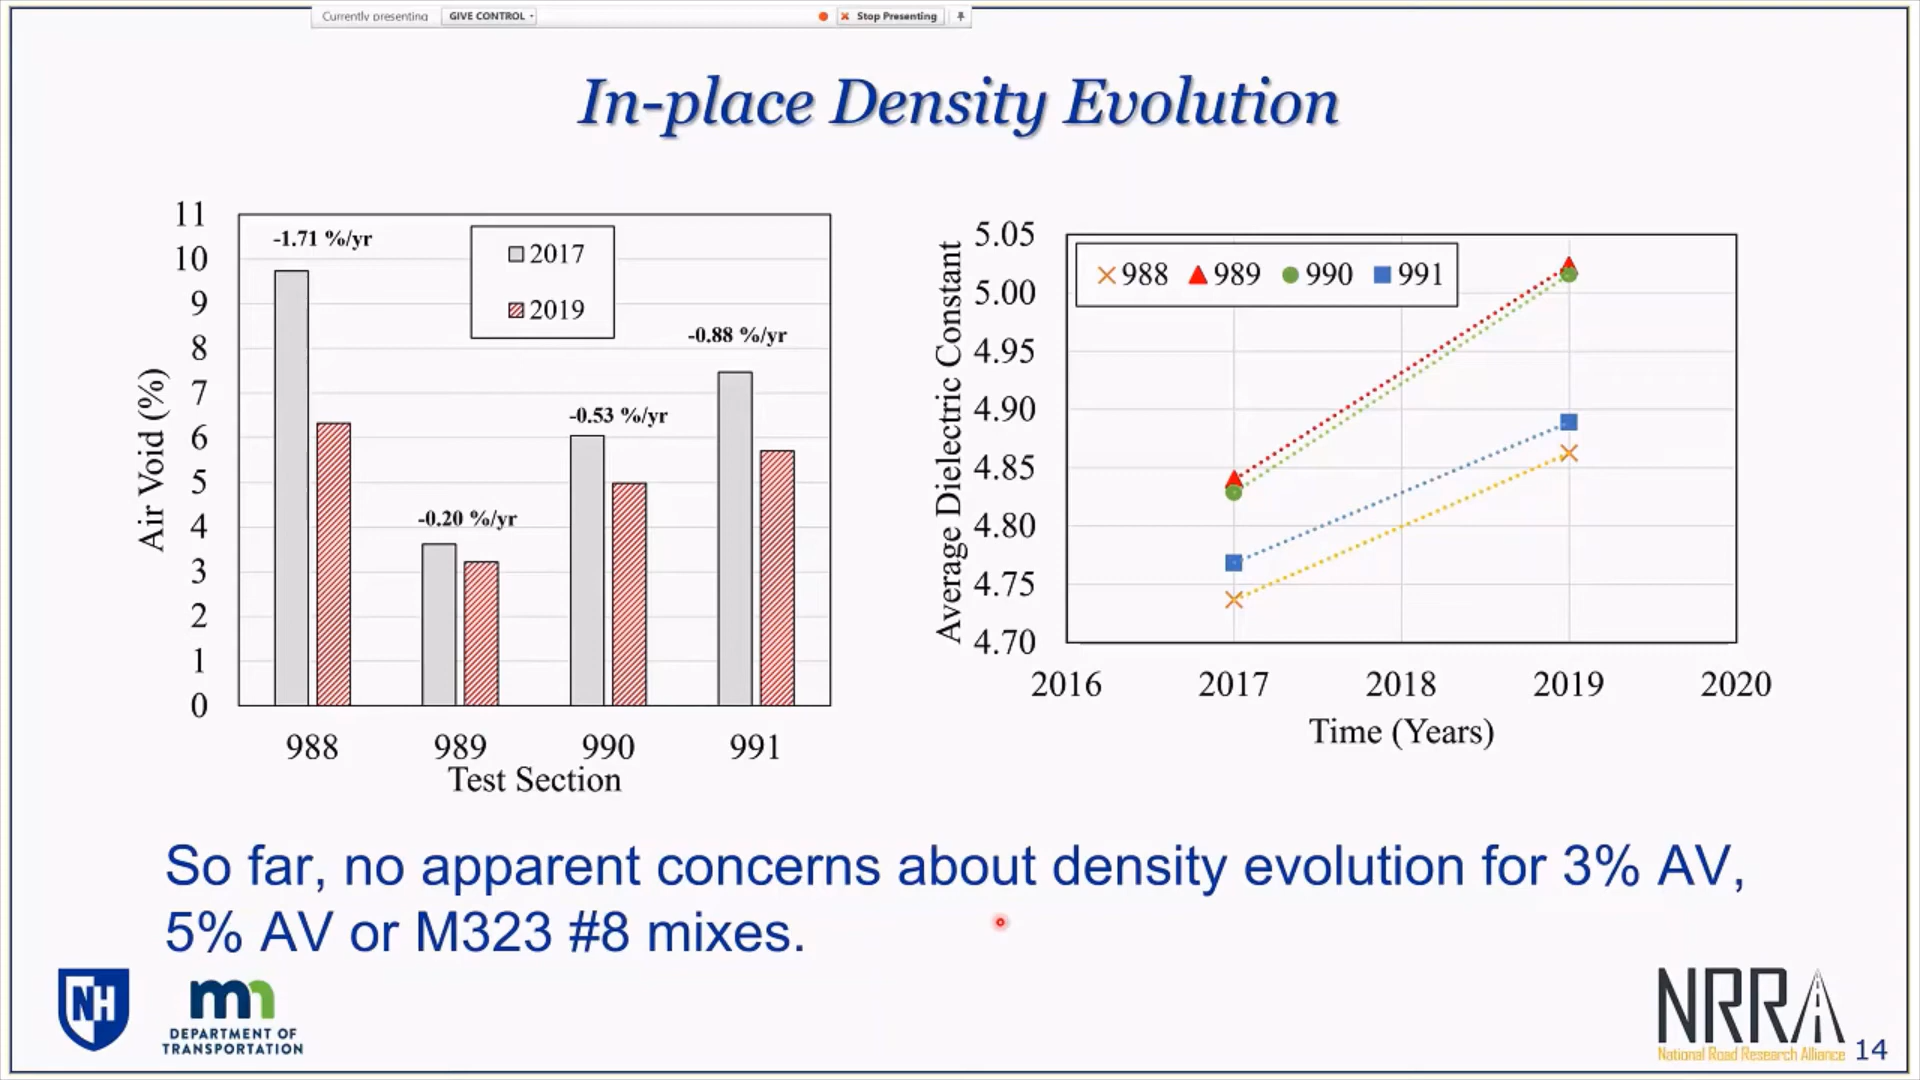 Currently presenting GIVE CONTROL Stop Presenting
In-place Density Evolution
11
10
9
8
7
6
5
4
3
2
1
0
Air Void (%)
-1.71 %/yr
-0.20 %/yr
-0.53 %/yr
-0.88 %/yr
2017
2019
988 989 990 991
Test Section
5.05
5.00
4.95
4.90
4.85
4.80
4.75
4.70
Average Dielectric Constant
988 989 990 991
2016 2017 2018 2019 2020
Time (Years)
So far, no apparent concerns about density evolution for 3% AV,
5% AV or M323 #8 mixes.
NH
mn
DEPARTMENT OF
TRANSPORTATION
NRRA
National Road Research Alliance
14